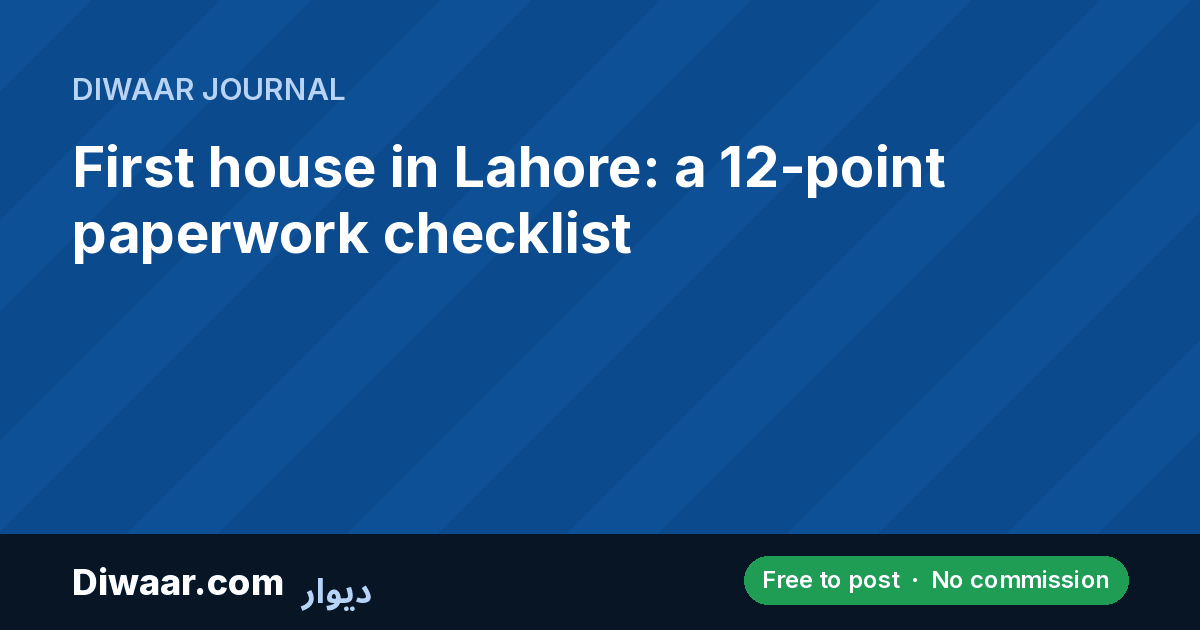 DIWAAR JOURNAL
First house in Lahore: a 12-point
paperwork checklist
Diwaar.com دیوار
Free to post · No commission